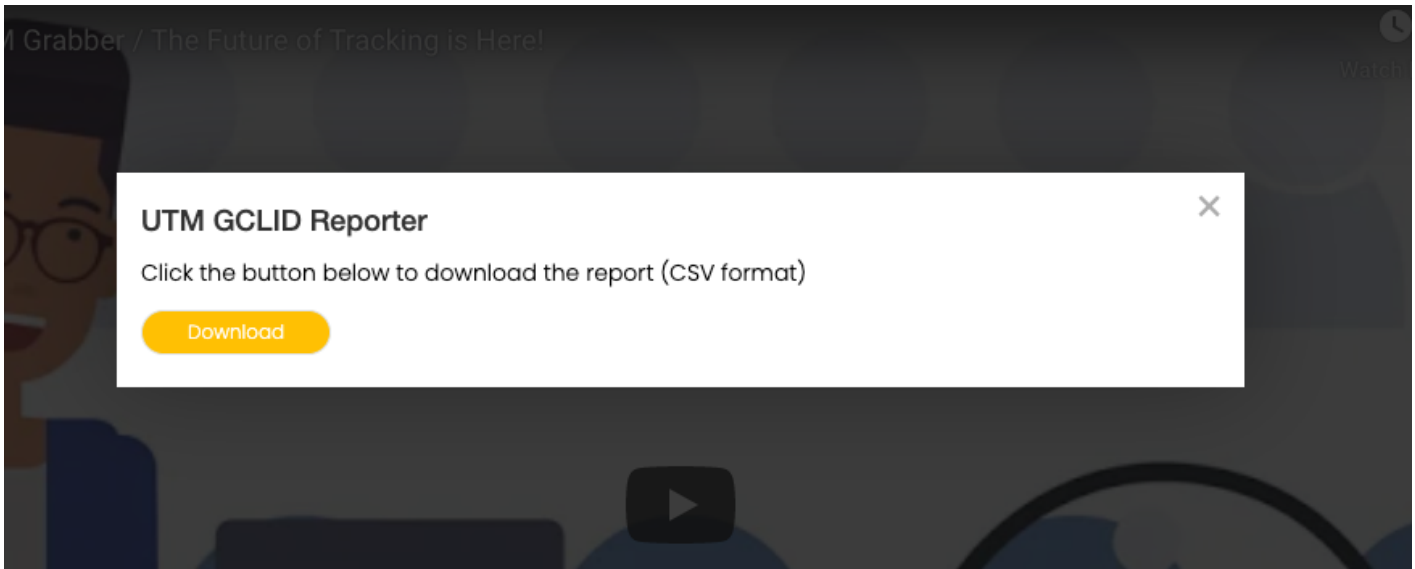 M Grabber / The Future of Tracking is Here!
Watch
UTM GCLID Reporter
Click the button below to download the report (CSV format)
Download